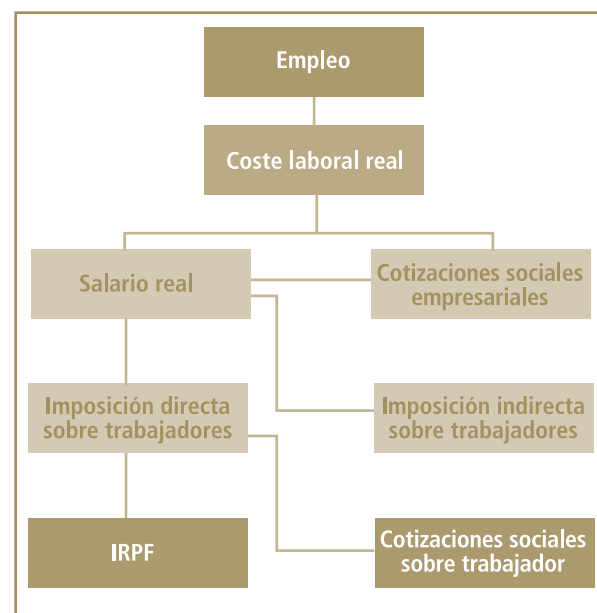 Empleo
Coste laboral real
Salario real
Cotizaciones sociales
empresariales
Imposición directa
sobre trabajadores
Imposición indirecta
sobre trabajadores
IRPF
Cotizaciones sociales
sobre trabajador